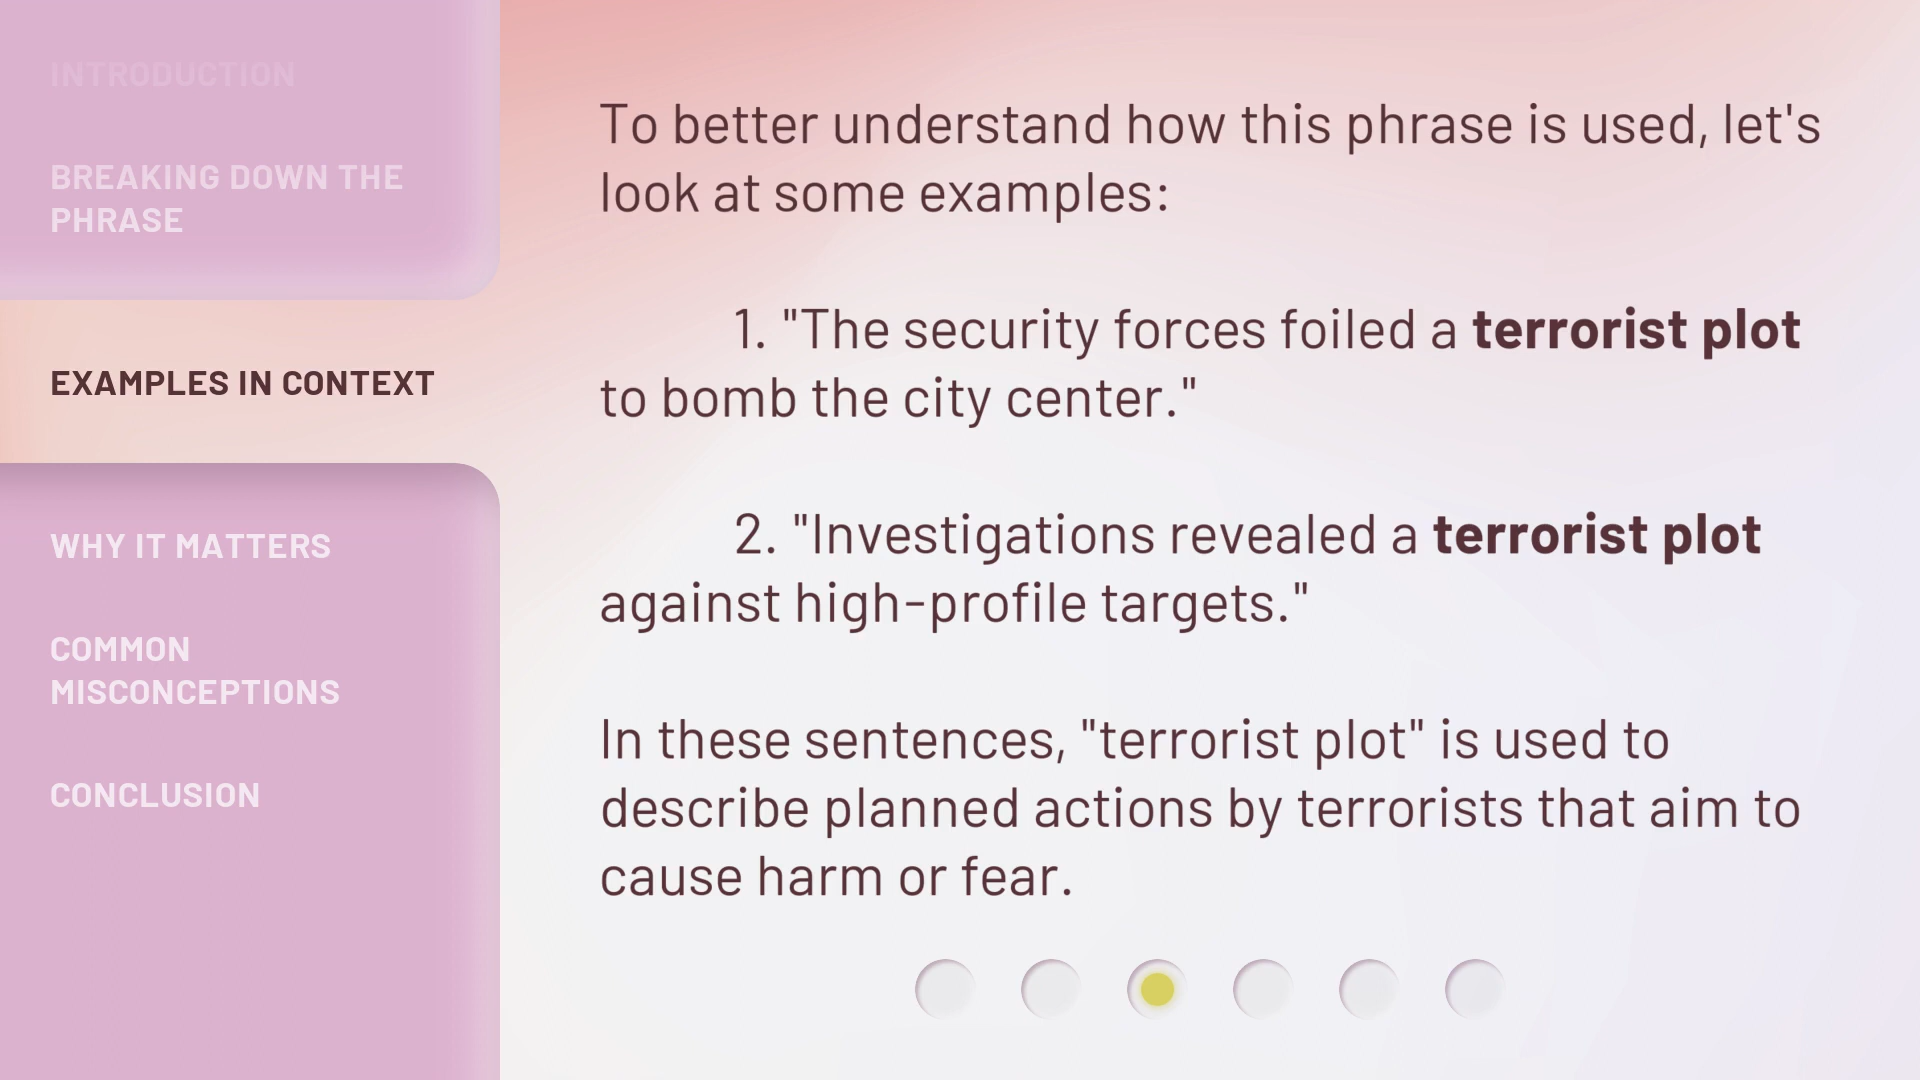 INTRODUCTION
BREAKING DOWN THE
PHRASE
EXAMPLES IN CONTEXT
WHY IT MATTERS
COMMON
MISCONCEPTIONS
CONCLUSION
To better understand how this phrase is used, let's
look at some examples:
1. "The security forces foiled a terrorist plot
to bomb the city center."
2. "Investigations revealed a terrorist plot
against high-profile targets."
In these sentences, "terrorist plot" is used to
describe planned actions by terrorists that aim to
cause harm or fear.